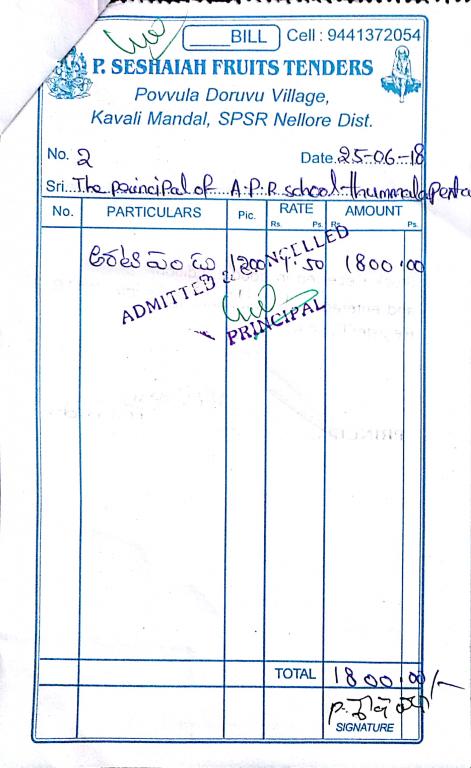 BILL Cell : 9441372054
P. SESHAIAH FRUITS TENDERS
Povvula Doruvu Village,
Kavali Mandal, SPSR Nellore Dist.
No. 2 Date. 25-06-18
Sri. The principal of A.P.R school thummalapenta
No. PARTICULARS Pic. RATE AMOUNT
Rs. Ps. Rs. Ps.
అరటి పండు 1200 1.50 1800.00
ADMITTED & CANCELLED
PRINCIPAL
TOTAL 1800.00/-
SIGNATURE